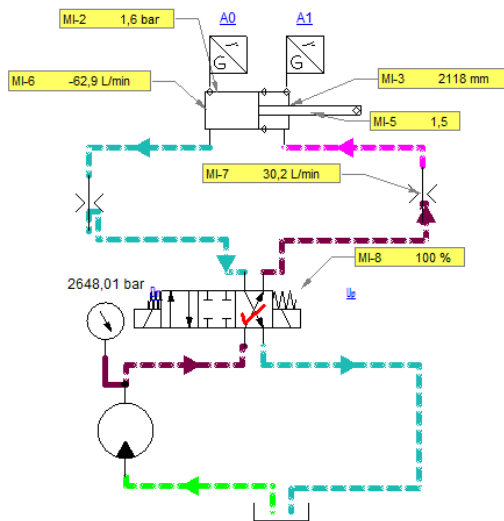 A0
A1
MI-2 1,6 bar
MI-6 -62,9 L/min
MI-3 2118 mm
MI-5 1,5
MI-7 30,2 L/min
MI-8 100 %
2648,01 bar
G
G